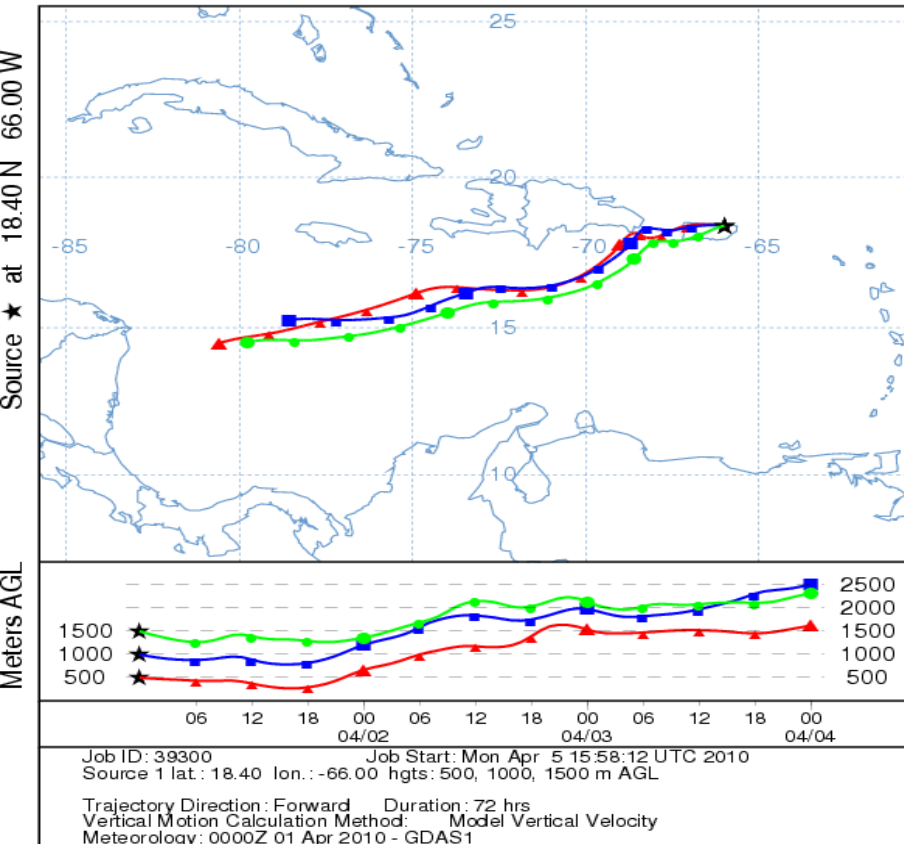 Source ★ at 18.40 N 66.00 W
25
20
-85 -80 -75 -70 -65
15
10
Meters AGL
2500
2000
1500 1500
1000 1000
500 500
06 12 18 00 06 12 18 00 06 12 18 00
04/02 04/03 04/04
Job ID: 39300 Job Start: Mon Apr 5 15:58:12 UTC 2010
Source 1 lat.: 18.40 lon.: -66.00 hgts: 500, 1000, 1500 m AGL
Trajectory Direction: Forward Duration: 72 hrs
Vertical Motion Calculation Method: Model Vertical Velocity
Meteorology: 0000Z 01 Apr 2010 - GDAS1